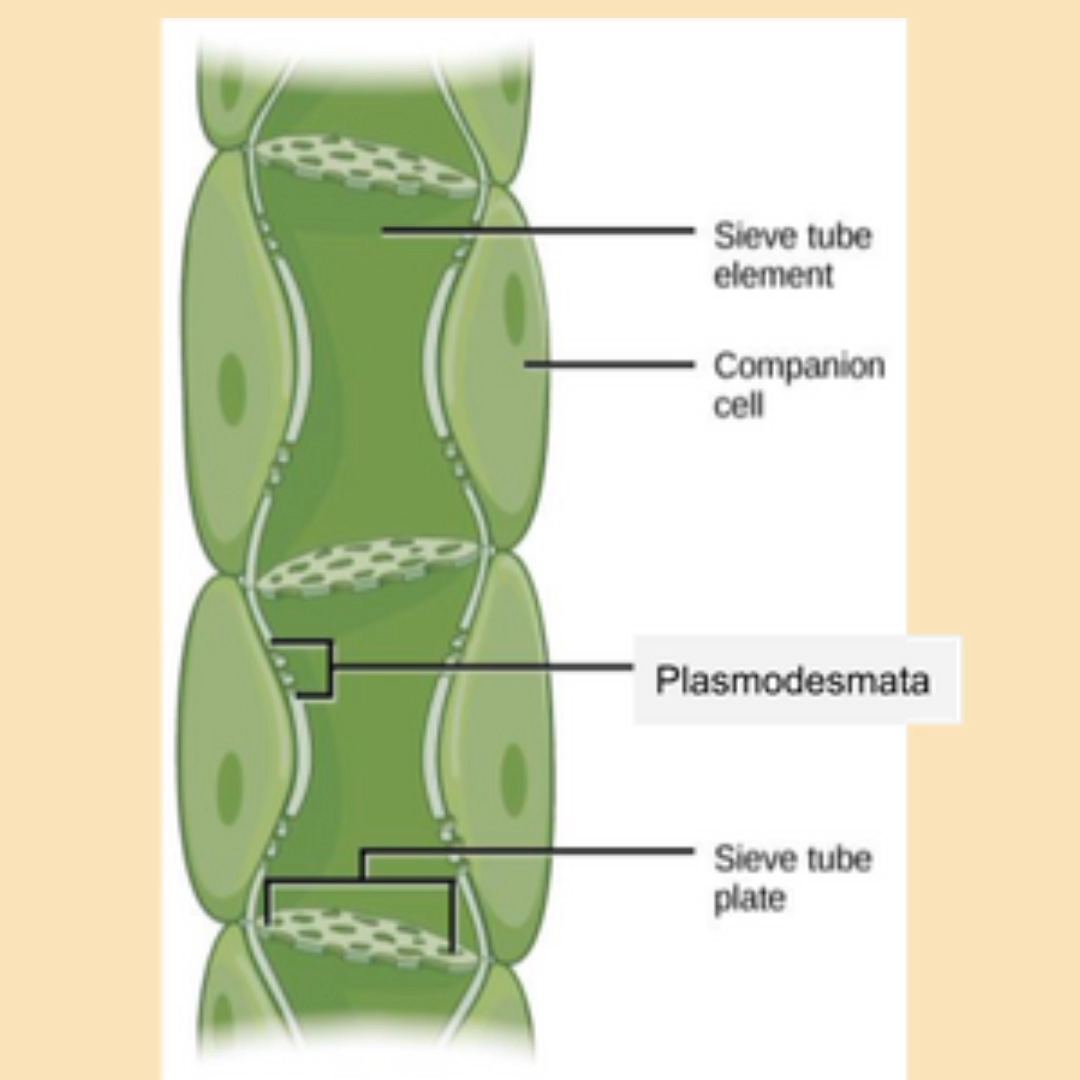 Sieve tube
element
Companion
cell
Plasmodesmata
Sieve tube
plate